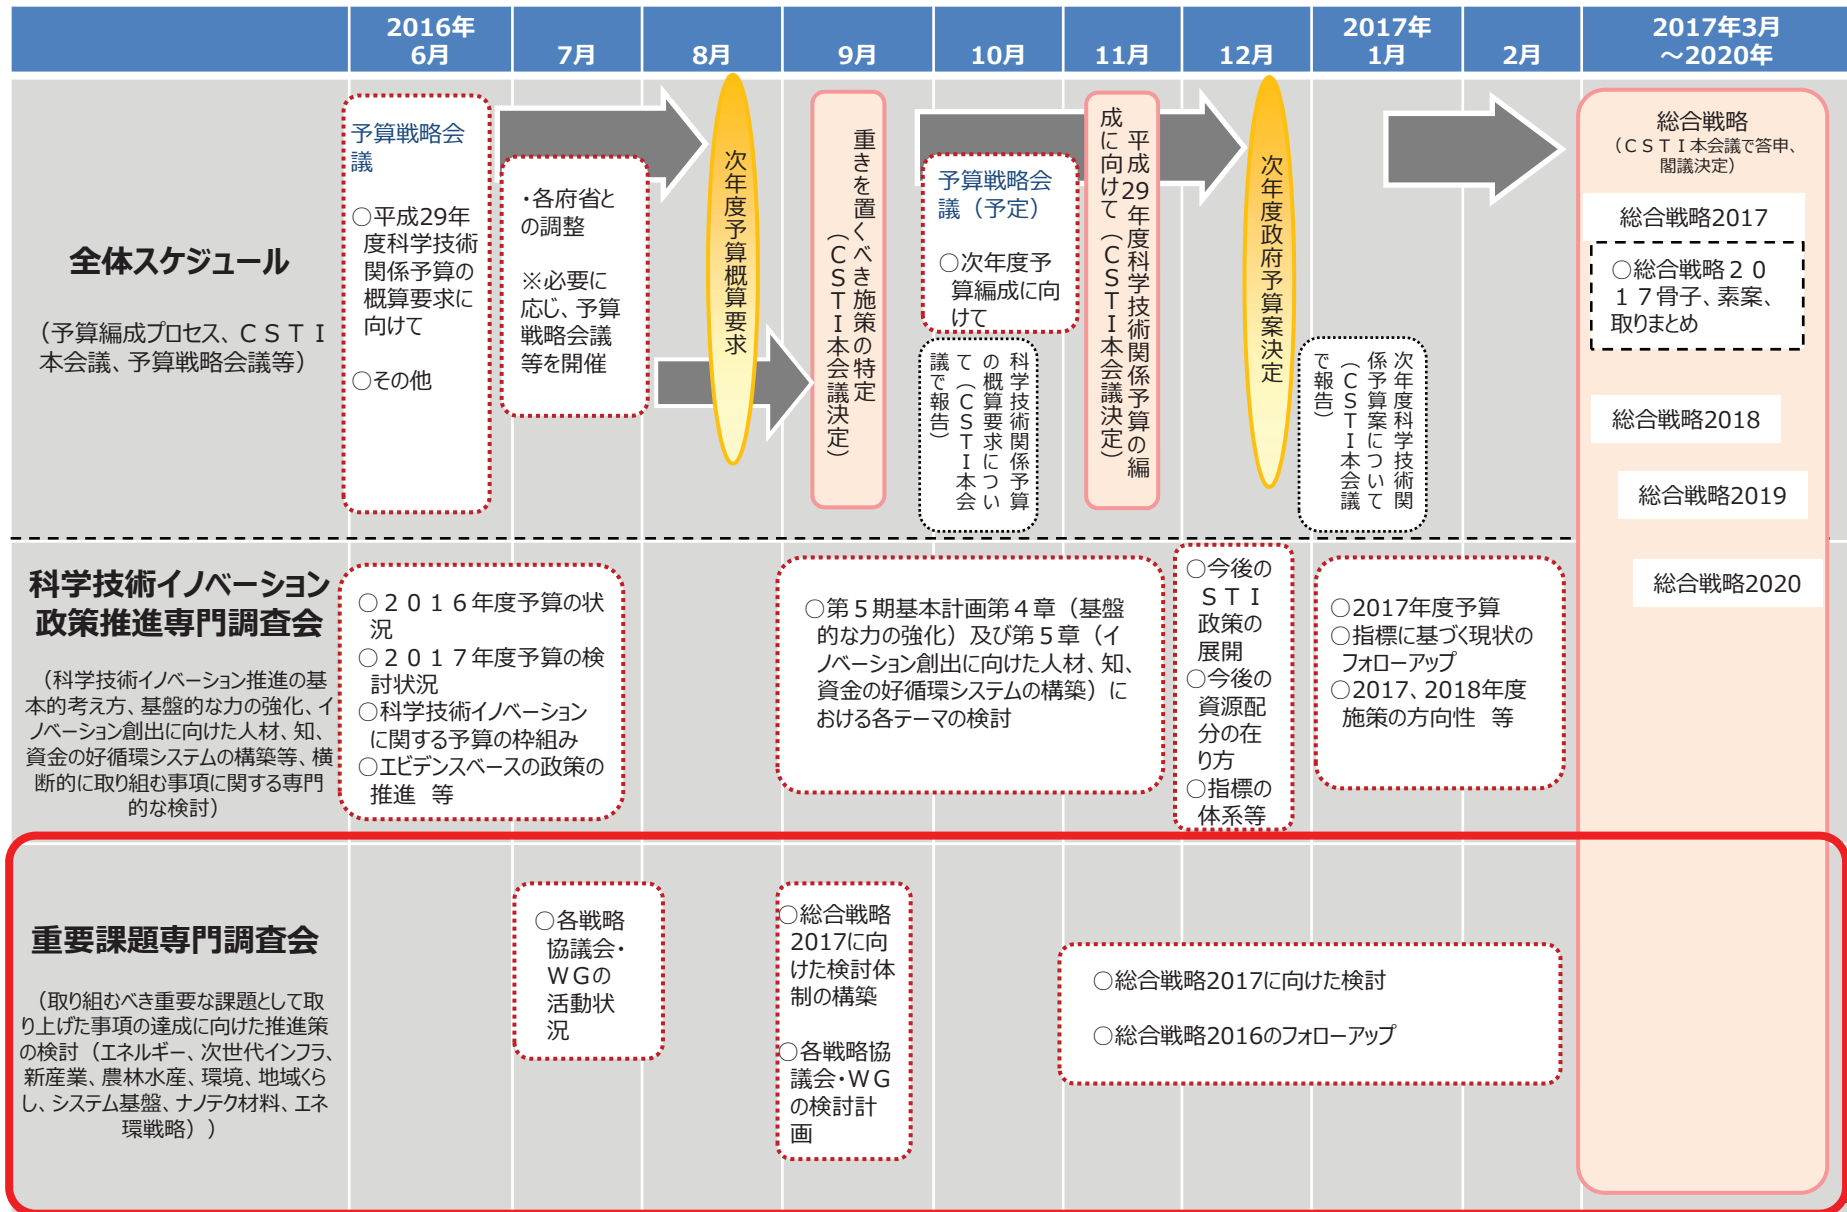 2016年
6月
7月
8月
9月
10月
11月
12月
2017年
1月
2月
2017年3月
～2020年
全体スケジュール
（予算編成プロセス、ＣＳＴＩ
本会議、予算戦略会議等）
予算戦略会
議
○平成29年
度科学技術
関係予算の
概算要求に
向けて
○その他
・各府省と
の調整
※必要に
応じ、予算
戦略会議
等を開催
次年度予算概算要求
重きを置くべき施策の特定
（ＣＳＴＩ本会議決定）
予算戦略会
議（予定）
○次年度予
算編成に向
けて
科学技術関係予算
の概算要求につい
て（ＣＳＴＩ本会
議で報告）
平成29年度科学技術関係予算の編
成に向けて（ＣＳＴＩ本会議決定）
次年度政府予算案決定
次年度科学技術関
係予算案について
（ＣＳＴＩ本会議
で報告）
総合戦略
（ＣＳＴＩ本会議で答申、
閣議決定）
総合戦略2017
○総合戦略２０
１７骨子、素案、
取りまとめ
総合戦略2018
総合戦略2019
総合戦略2020
科学技術イノベーション
政策推進専門調査会
（科学技術イノベーション推進の基
本的考え方、基盤的な力の強化、イ
ノベーション創出に向けた人材、知、
資金の好循環システムの構築等、横
断的に取り組む事項に関する専門
的な検討）
○２０１６年度予算の状
況
○２０１７年度予算の検
討状況
○科学技術イノベーション
に関する予算の枠組み
○エビデンスベースの政策の
推進　等
○第５期基本計画第４章（基盤
的な力の強化）及び第５章（イ
ノベーション創出に向けた人材、知、
資金の好循環システムの構築）に
おける各テーマの検討
○今後の
ＳＴＩ
政策の
展開
○今後の
資源配
分の在
り方
○指標の
体系等
○2017年度予算
○指標に基づく現状の
フォローアップ
○2017、2018年度
施策の方向性　等
重要課題専門調査会
（取り組むべき重要な課題として取
り上げた事項の達成に向けた推進策
の検討（エネルギー、次世代インフラ、
新産業、農林水産、環境、地域くら
し、システム基盤、ナノテク材料、エネ
環戦略））
○各戦略
協議会・
ＷＧの
活動状
況
○総合戦略
2017に向
けた検討体
制の構築
○各戦略協
議会・ＷＧ
の検討計
画
○総合戦略2017に向けた検討
○総合戦略2016のフォローアップ